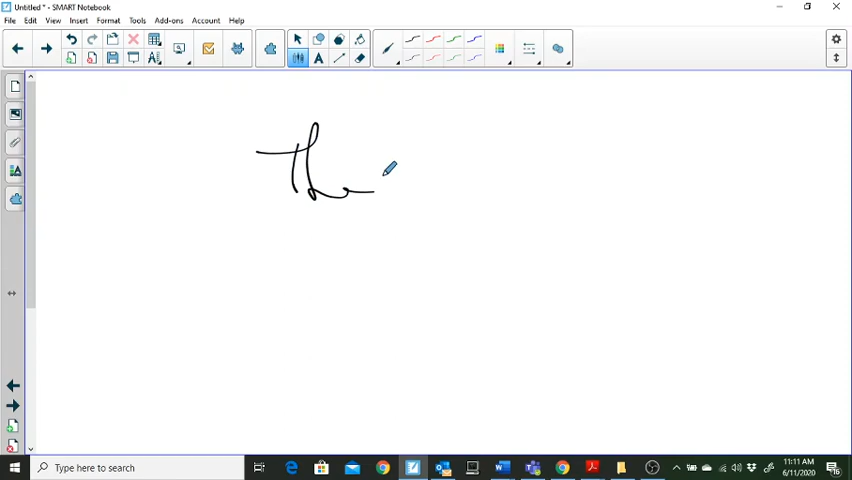 Untitled * - SMART Notebook
File Edit View Insert Format Tools Add-ons Account Help
The
Type here to search
11:11 AM
6/11/2020